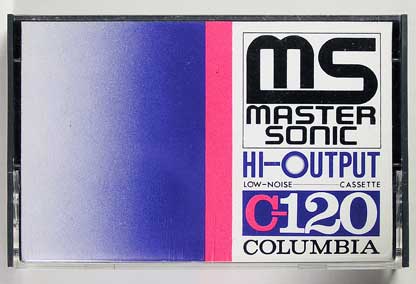 ms
MASTER
SONIC
HI-OUTPUT
LOW-NOISE CASSETTE
C-120
COLUMBIA